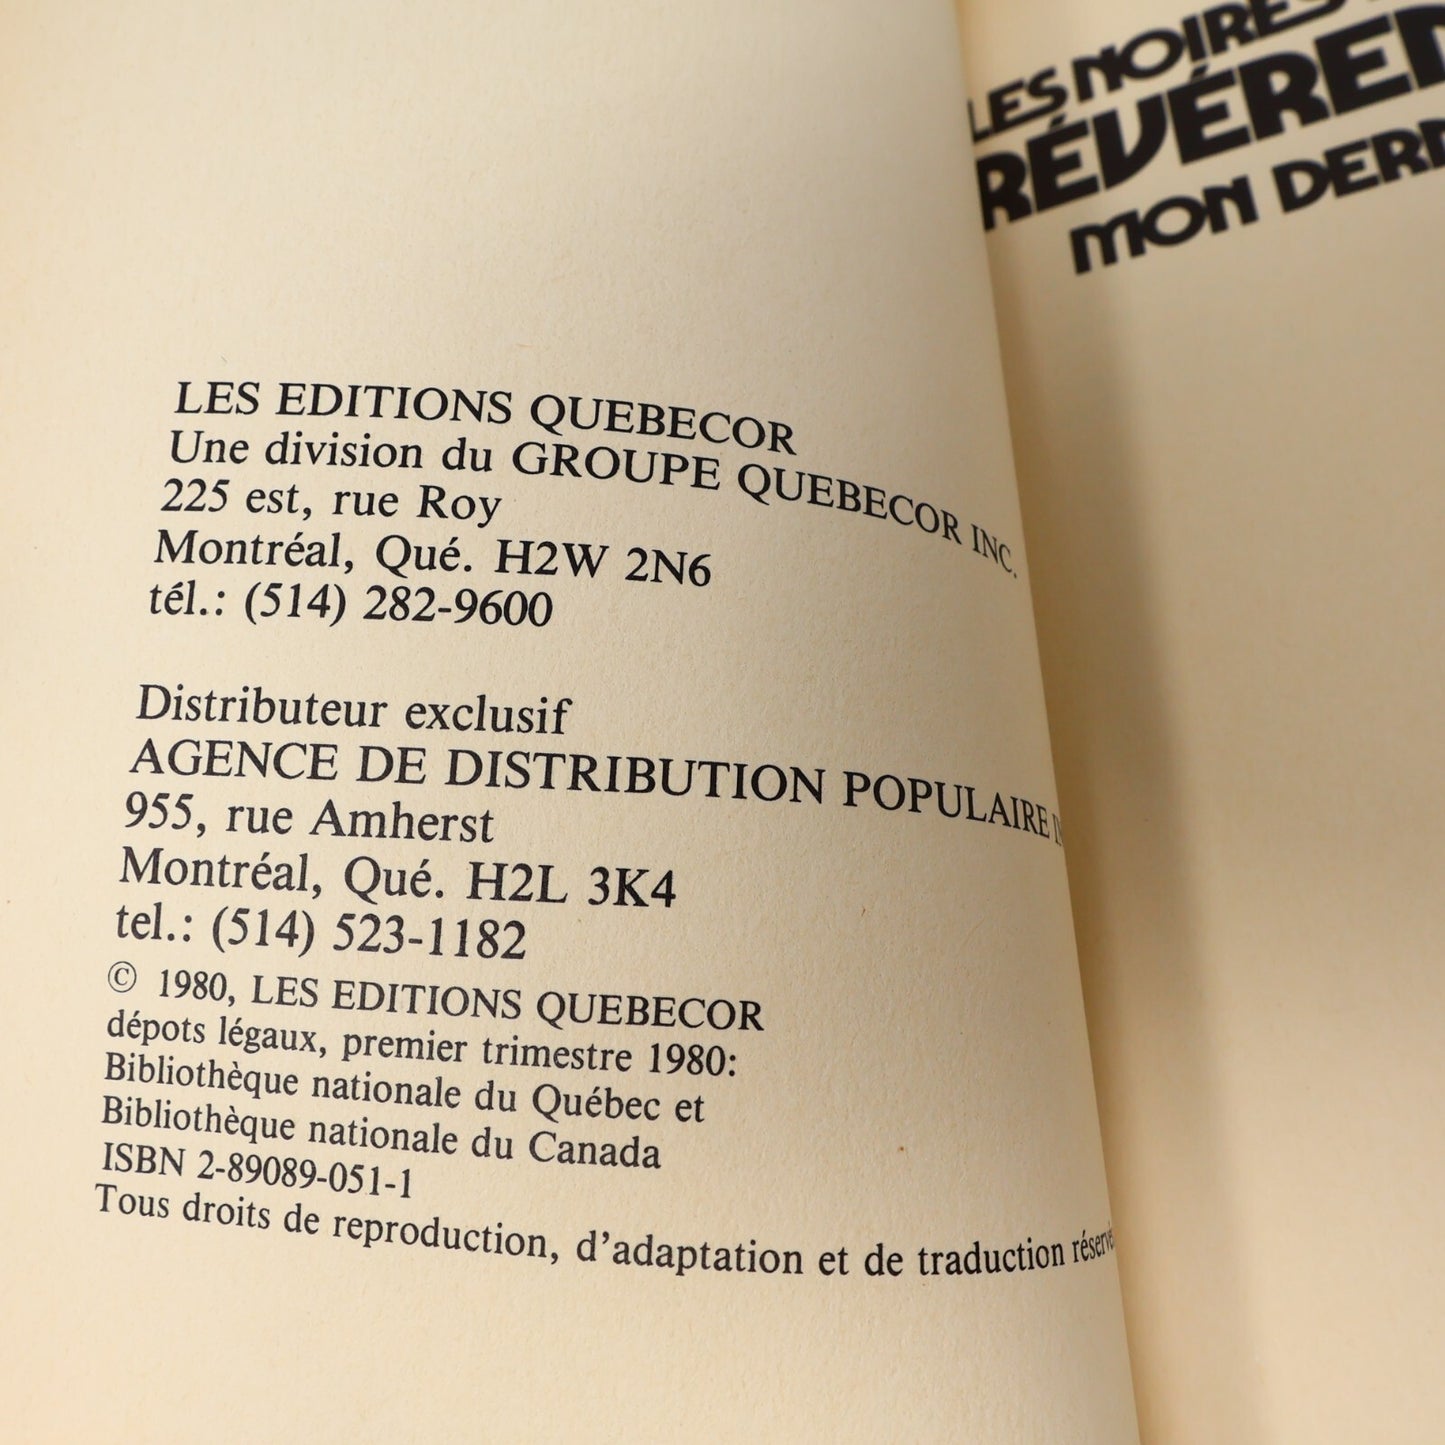 LES EDITIONS QUEBECOR
Une division du GROUPE QUEBECOR INC.
225 est, rue Roy
Montréal, Qué. H2W 2N6
tél.: (514) 282-9600
Distributeur exclusif
AGENCE DE DISTRIBUTION POPULAIRE
955, rue Amherst
Montréal, Qué. H2L 3K4
tel.: (514) 523-1182
© 1980, LES EDITIONS QUEBECOR
dépots légaux, premier trimestre 1980:
Bibliothèque nationale du Québec et
Bibliothèque nationale du Canada
ISBN 2-89089-051-1
Tous droits de reproduction, d'adaptation et de traduction
LES NOIRES
MON